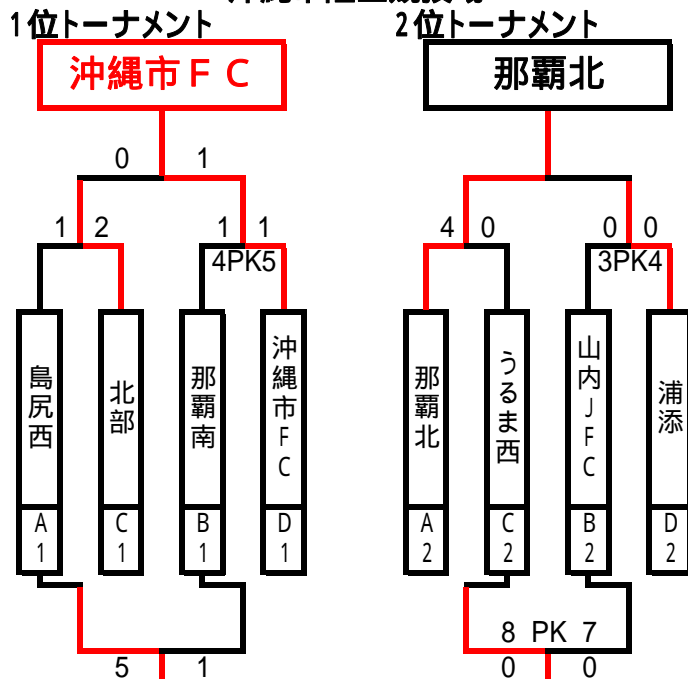 1位トーナメント
2位トーナメント
沖縄市FC
那覇北
0 1
1 2
1 1
4PK5
4 0
0 0
3PK4
島尻西
北部
那覇南
沖縄市FC
那覇北
うるま西
山内JFC
浦添
A1
C1
B1
D1
A2
C2
B2
D2
5 1
8 PK 7
0 0